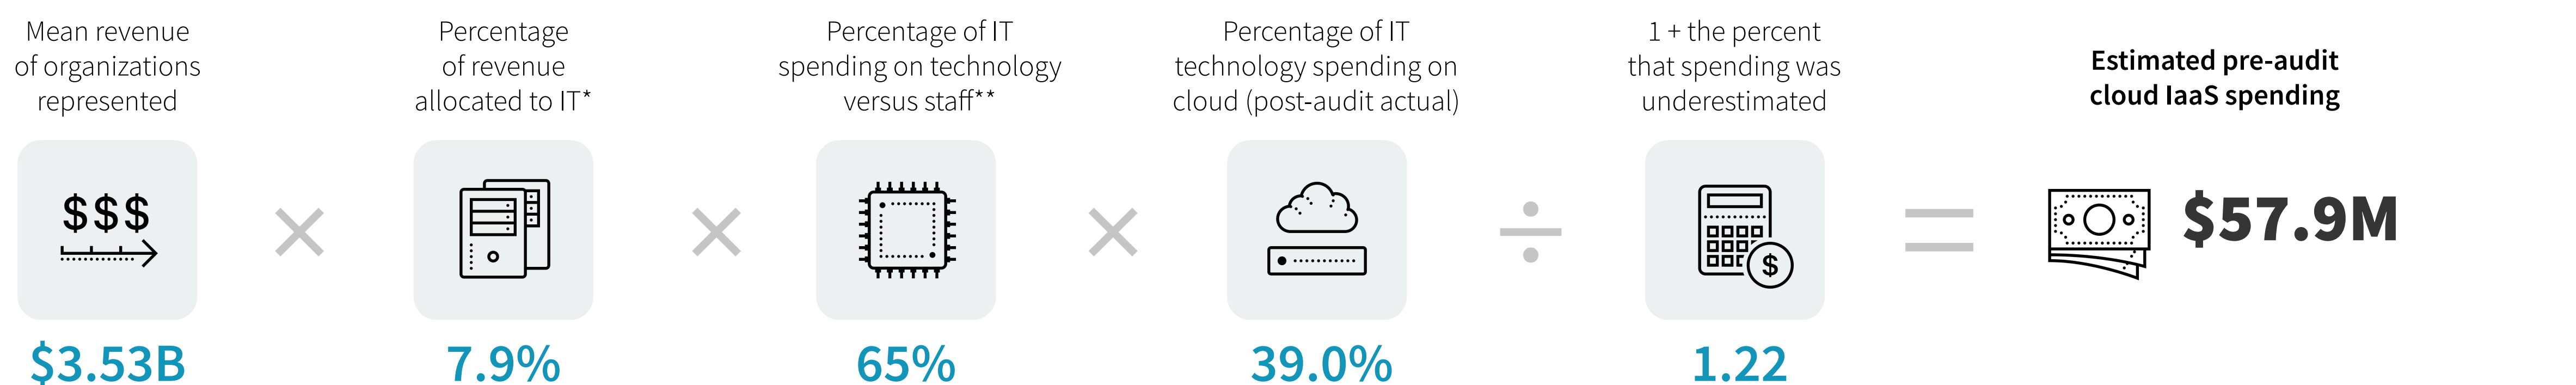 Mean revenue
of organizations
represented
$$$
$3.53B
×
Percentage
of revenue
allocated to IT*
7.9%
×
Percentage of IT
spending on technology
versus staff**
65%
×
Percentage of IT
technology spending on
cloud (post-audit actual)
39.0%
÷
1 + the percent
that spending was
underestimated
$
1.22
=
Estimated pre-audit
cloud IaaS spending
$57.9M